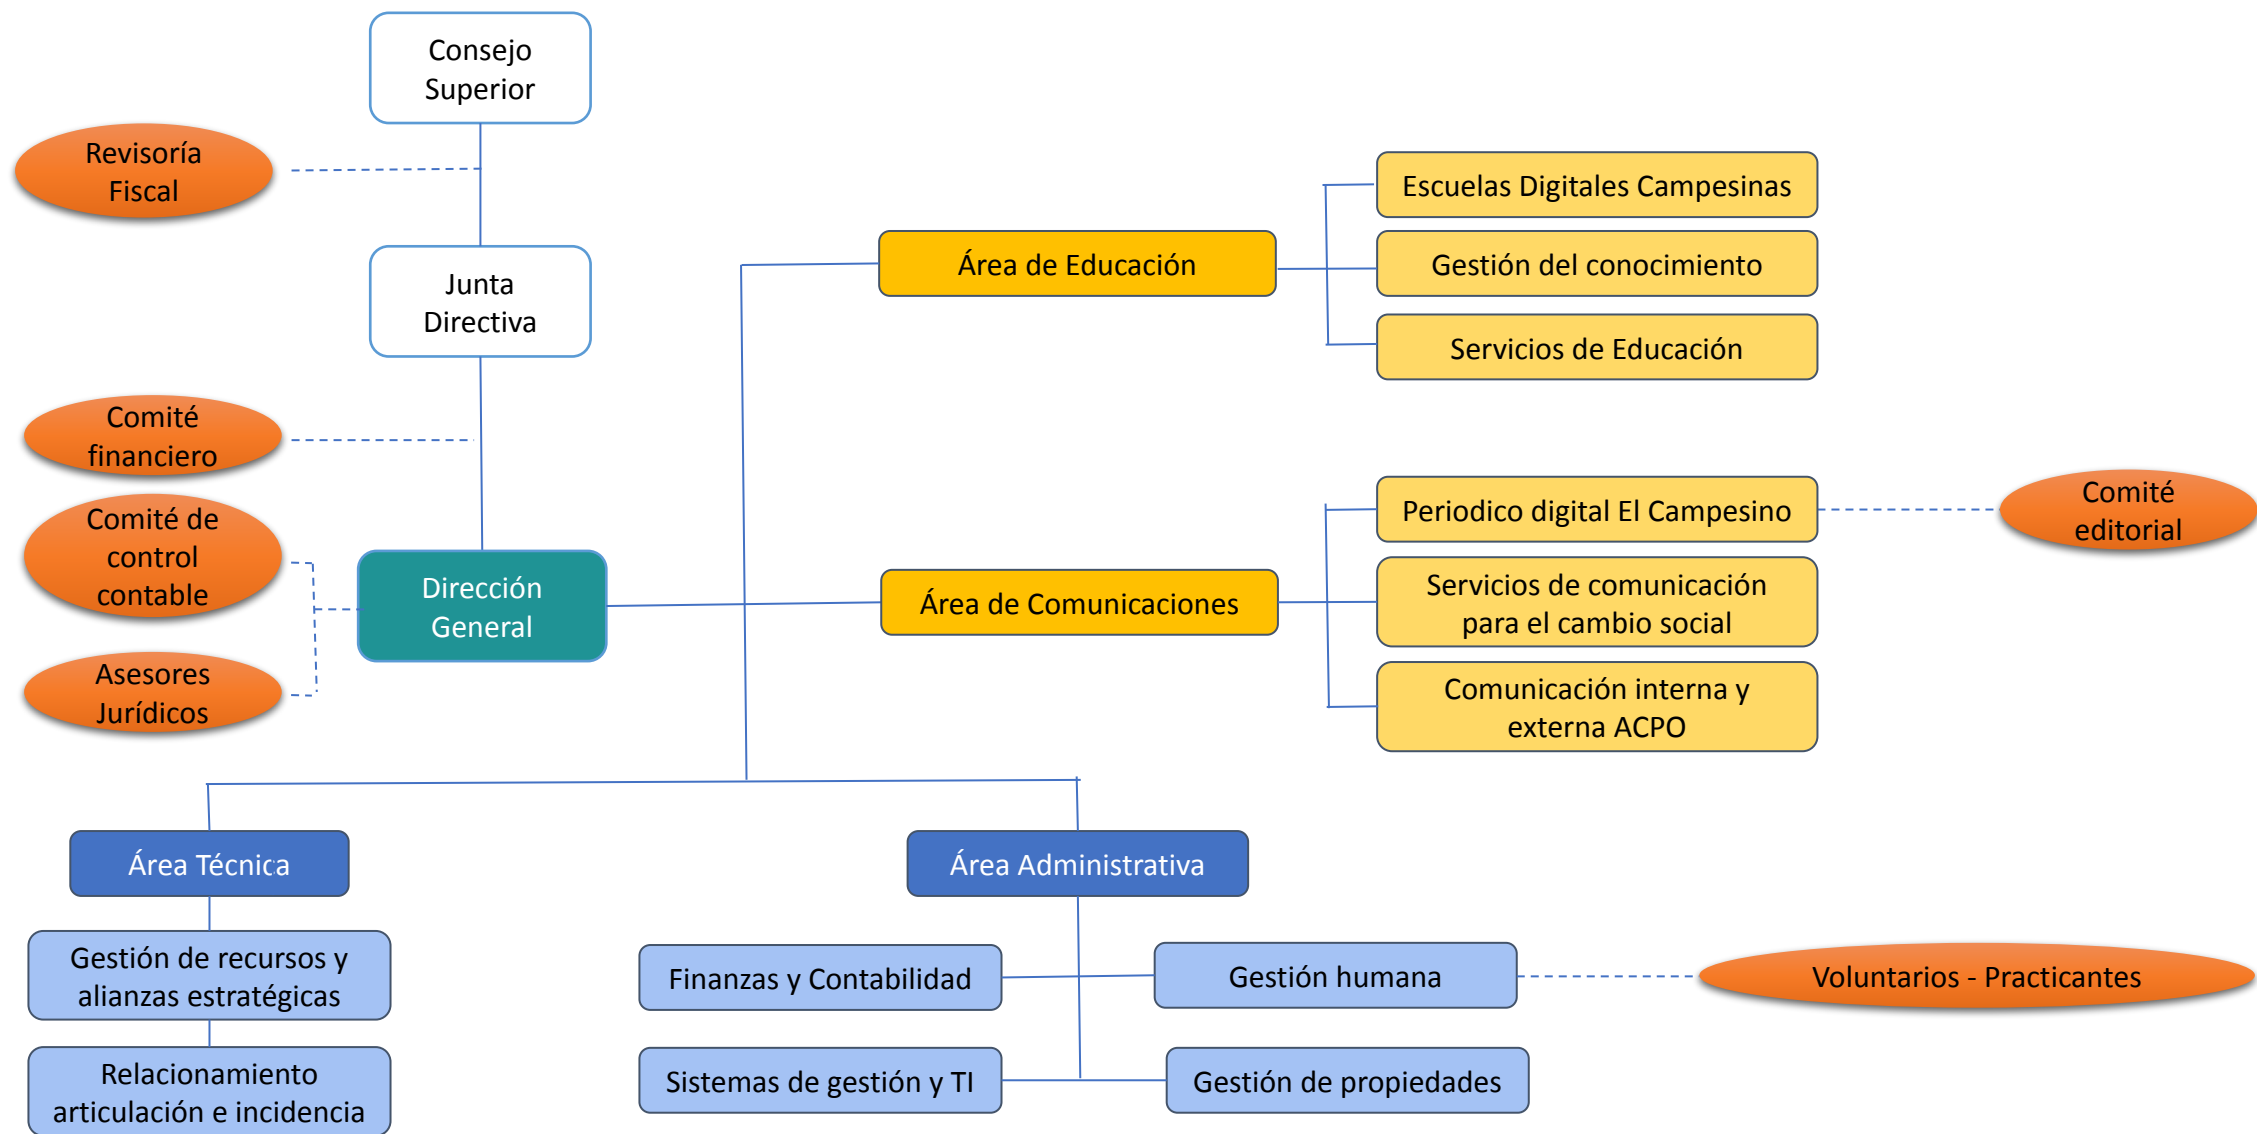 Consejo
Superior
Revisoría
Fiscal
Junta
Directiva
Comité
financiero
Comité de
control
contable
Asesores
Jurídicos
Dirección
General
Área de Educación
Escuelas Digitales Campesinas
Gestión del conocimiento
Servicios de Educación
Área de Comunicaciones
Periodico digital El Campesino
Servicios de comunicación
para el cambio social
Comunicación interna y
externa ACPO
Comité
editorial
Área Técnica
Gestión de recursos y
alianzas estratégicas
Relacionamiento
articulación e incidencia
Área Administrativa
Finanzas y Contabilidad
Gestión humana
Voluntarios - Practicantes
Sistemas de gestión y TI
Gestión de propiedades